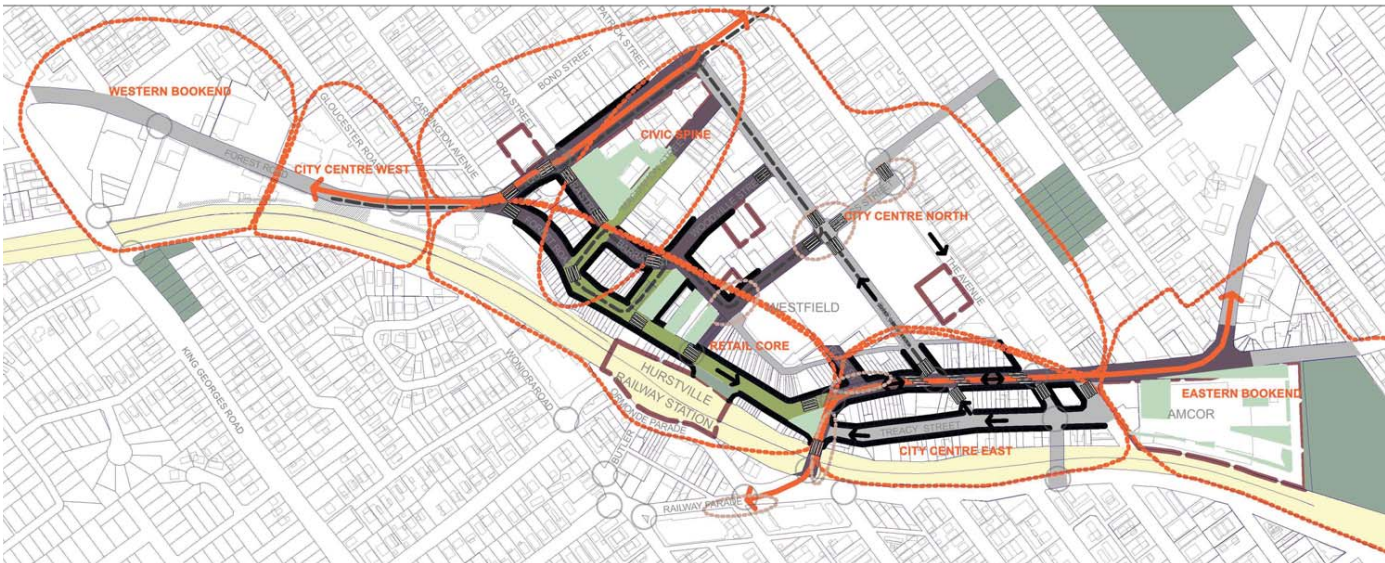 PATRICK STREET
BOND STREET
DORA STREET
WESTERN BOOKEND
GLOUCESTER ROAD
CARRINGTON AVENUE
CIVIC SPINE
FOREST ROAD
CITY CENTRE WEST
CITY CENTRE NORTH
THE AVENUE
WESTFIELD
RETAIL CORE
KING GEORGES ROAD
WONIORA ROAD
HURSTVILLE
RAILWAY STATION
ORMONDE PARADE
EASTERN BOOKEND
AMCOR
TREACY STREET
CITY CENTRE EAST
BUTLER
RAILWAY PARADE